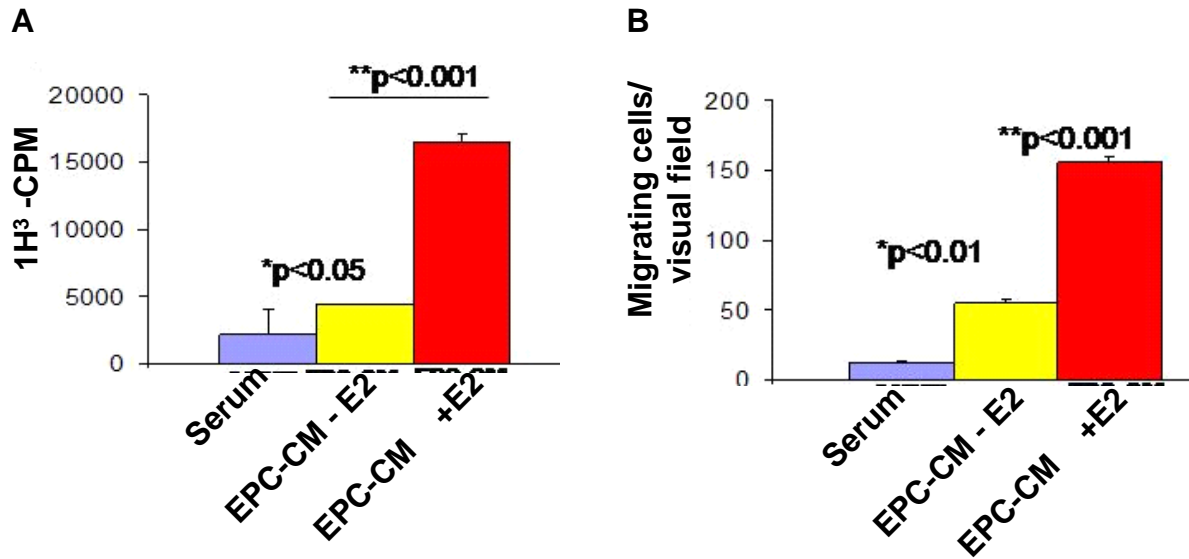 A
1H³ -CPM
**p<0.001
20000
15000
10000
5000
0
*p<0.05
Serum
EPC-CM - E2
EPC-CM +E2
B
Migrating cells/
visual field
200
150
100
50
0
**p<0.001
*p<0.01
Serum
EPC-CM - E2
EPC-CM +E2